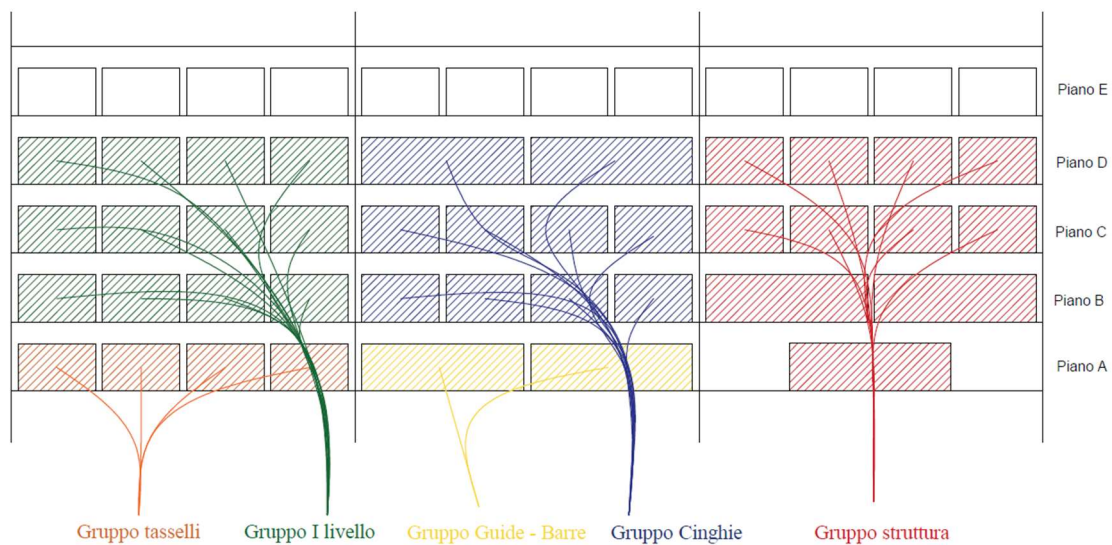 Piano E
Piano D
Piano C
Piano B
Piano A
Gruppo tasselli
Gruppo I livello
Gruppo Guide - Barre
Gruppo Cinghie
Gruppo struttura